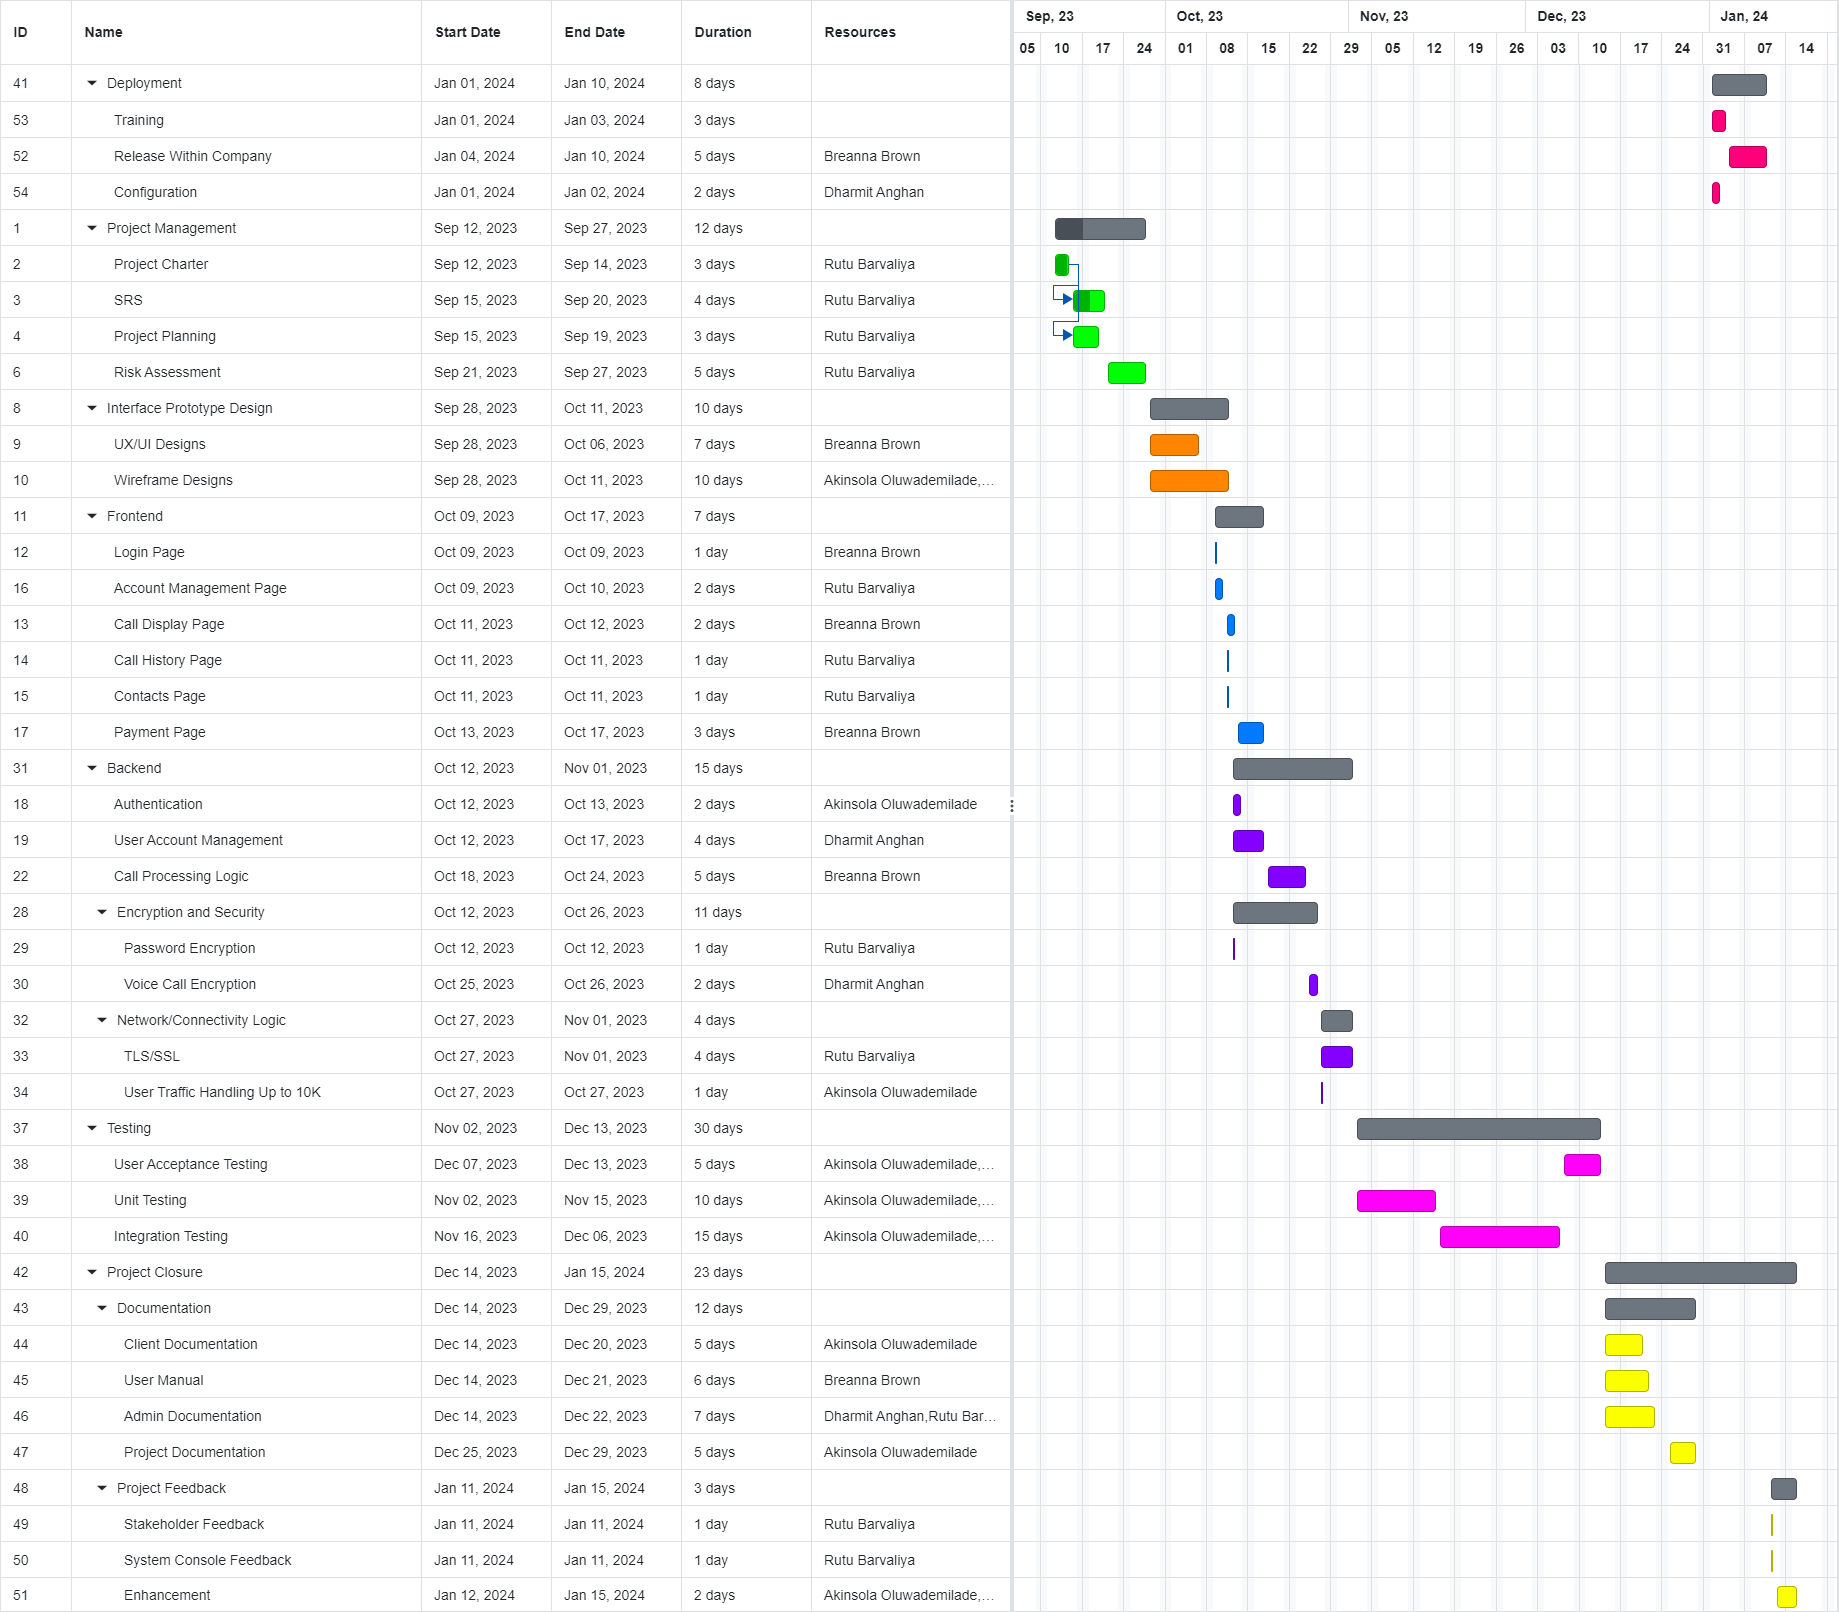 ID Name Start Date End Date Duration Resources Sep, 23 Oct, 23 Nov, 23 Dec, 23 Jan, 24
05 10 17 24 01 08 15 22 29 05 12 19 26 03 10 17 24 31 07 14
41 Deployment Jan 01, 2024 Jan 10, 2024 8 days
53 Training Jan 01, 2024 Jan 03, 2024 3 days
52 Release Within Company Jan 04, 2024 Jan 10, 2024 5 days Breanna Brown
54 Configuration Jan 01, 2024 Jan 02, 2024 2 days Dharmit Anghan
1 Project Management Sep 12, 2023 Sep 27, 2023 12 days
2 Project Charter Sep 12, 2023 Sep 14, 2023 3 days Rutu Barvaliya
3 SRS Sep 15, 2023 Sep 20, 2023 4 days Rutu Barvaliya
4 Project Planning Sep 15, 2023 Sep 19, 2023 3 days Rutu Barvaliya
6 Risk Assessment Sep 21, 2023 Sep 27, 2023 5 days Rutu Barvaliya
8 Interface Prototype Design Sep 28, 2023 Oct 11, 2023 10 days
9 UX/UI Designs Sep 28, 2023 Oct 06, 2023 7 days Breanna Brown
10 Wireframe Designs Sep 28, 2023 Oct 11, 2023 10 days Akinsola Oluwademilade,...
11 Frontend Oct 09, 2023 Oct 17, 2023 7 days
12 Login Page Oct 09, 2023 Oct 09, 2023 1 day Breanna Brown
16 Account Management Page Oct 09, 2023 Oct 10, 2023 2 days Rutu Barvaliya
13 Call Display Page Oct 11, 2023 Oct 12, 2023 2 days Breanna Brown
14 Call History Page Oct 11, 2023 Oct 11, 2023 1 day Rutu Barvaliya
15 Contacts Page Oct 11, 2023 Oct 11, 2023 1 day Rutu Barvaliya
17 Payment Page Oct 13, 2023 Oct 17, 2023 3 days Breanna Brown
31 Backend Oct 12, 2023 Nov 01, 2023 15 days
18 Authentication Oct 12, 2023 Oct 13, 2023 2 days Akinsola Oluwademilade
19 User Account Management Oct 12, 2023 Oct 17, 2023 4 days Dharmit Anghan
22 Call Processing Logic Oct 18, 2023 Oct 24, 2023 5 days Breanna Brown
28 Encryption and Security Oct 12, 2023 Oct 26, 2023 11 days
29 Password Encryption Oct 12, 2023 Oct 12, 2023 1 day Rutu Barvaliya
30 Voice Call Encryption Oct 25, 2023 Oct 26, 2023 2 days Dharmit Anghan
32 Network/Connectivity Logic Oct 27, 2023 Nov 01, 2023 4 days
33 TLS/SSL Oct 27, 2023 Nov 01, 2023 4 days Rutu Barvaliya
34 User Traffic Handling Up to 10K Oct 27, 2023 Oct 27, 2023 1 day Akinsola Oluwademilade
37 Testing Nov 02, 2023 Dec 13, 2023 30 days
38 User Acceptance Testing Dec 07, 2023 Dec 13, 2023 5 days Akinsola Oluwademilade,...
39 Unit Testing Nov 02, 2023 Nov 15, 2023 10 days Akinsola Oluwademilade,...
40 Integration Testing Nov 16, 2023 Dec 06, 2023 15 days Akinsola Oluwademilade,...
42 Project Closure Dec 14, 2023 Jan 15, 2024 23 days
43 Documentation Dec 14, 2023 Dec 29, 2023 12 days
44 Client Documentation Dec 14, 2023 Dec 20, 2023 5 days Akinsola Oluwademilade
45 User Manual Dec 14, 2023 Dec 21, 2023 6 days Breanna Brown
46 Admin Documentation Dec 14, 2023 Dec 22, 2023 7 days Dharmit Anghan,Rutu Bar...
47 Project Documentation Dec 25, 2023 Dec 29, 2023 5 days Akinsola Oluwademilade
48 Project Feedback Jan 11, 2024 Jan 15, 2024 3 days
49 Stakeholder Feedback Jan 11, 2024 Jan 11, 2024 1 day Rutu Barvaliya
50 System Console Feedback Jan 11, 2024 Jan 11, 2024 1 day Rutu Barvaliya
51 Enhancement Jan 12, 2024 Jan 15, 2024 2 days Akinsola Oluwademilade,...